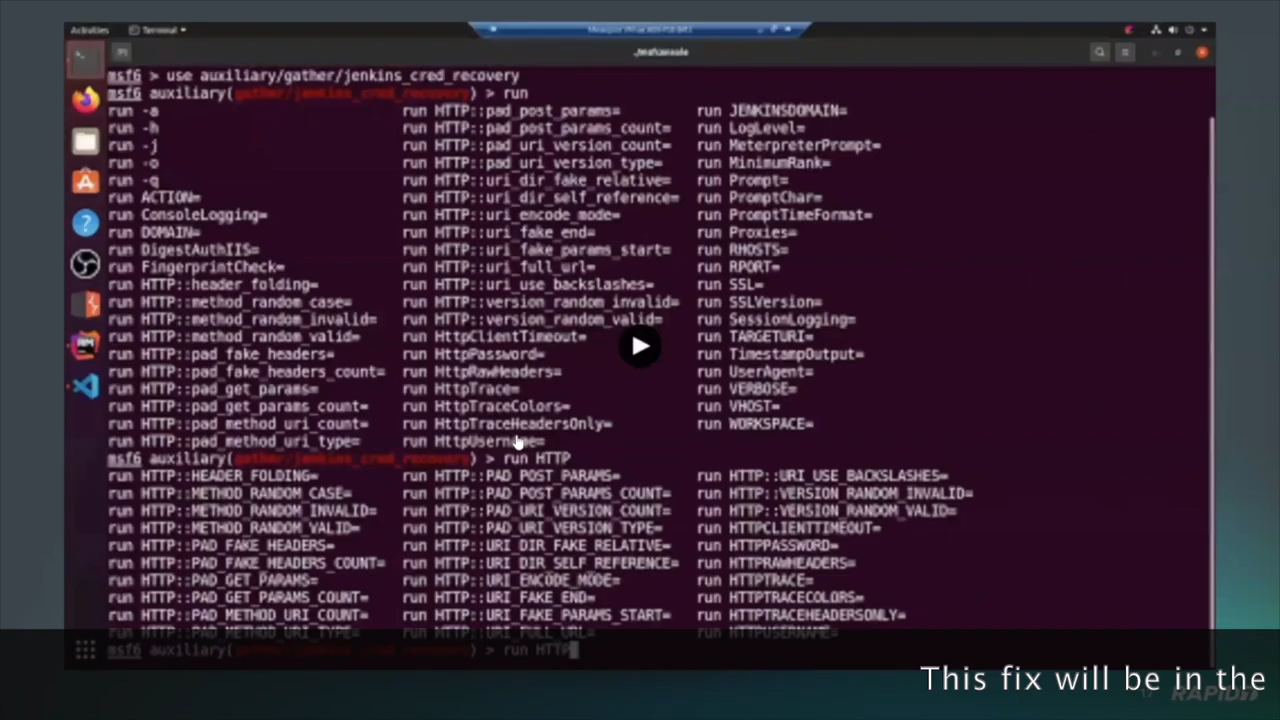 Activities Terminal
./msfconsole
msf6 > use auxiliary/gather/jenkins_cred_recovery
msf6 auxiliary(gather/jenkins_cred_recovery) > run
run -a run HTTP::pad_post_params= run JENKINSDOMAIN=
run -h run HTTP::pad_post_params_count= run LogLevel=
run -j run HTTP::pad_uri_version_count= run MeterpreterPrompt=
run -o run HTTP::pad_uri_version_type= run MinimumRank=
run -q run HTTP::uri_dir_fake_relative= run Prompt=
run ACTION= run HTTP::uri_dir_self_reference= run PromptChar=
run ConsoleLogging= run HTTP::uri_encode_mode= run PromptTimeFormat=
run DOMAIN= run HTTP::uri_fake_end= run Proxies=
run DigestAuthIIS= run HTTP::uri_fake_params_start= run RHOSTS=
run FingerprintCheck= run HTTP::uri_full_url= run RPORT=
run HTTP::header_folding= run HTTP::uri_use_backslashes= run SSL=
run HTTP::method_random_case= run HTTP::version_random_invalid= run SSLVersion=
run HTTP::method_random_invalid= run HTTP::version_random_valid= run SessionLogging=
run HTTP::method_random_valid= run HttpClientTimeout= run TARGETURI=
run HTTP::pad_fake_headers= run HttpPassword= run TimestampOutput=
run HTTP::pad_fake_headers_count= run HttpRawHeaders= run UserAgent=
run HTTP::pad_get_params= run HttpTrace= run VERBOSE=
run HTTP::pad_get_params_count= run HttpTraceColors= run VHOST=
run HTTP::pad_method_uri_count= run HttpTraceHeadersOnly= run WORKSPACE=
run HTTP::pad_method_uri_type= run HttpUsername=
msf6 auxiliary(gather/jenkins_cred_recovery) > run HTTP
run HTTP::HEADER_FOLDING= run HTTP::PAD_POST_PARAMS= run HTTP::URI_USE_BACKSLASHES=
run HTTP::METHOD_RANDOM_CASE= run HTTP::PAD_POST_PARAMS_COUNT= run HTTP::VERSION_RANDOM_INVALID=
run HTTP::METHOD_RANDOM_INVALID= run HTTP::PAD_URI_VERSION_COUNT= run HTTP::VERSION_RANDOM_VALID=
run HTTP::METHOD_RANDOM_VALID= run HTTP::PAD_URI_VERSION_TYPE= run HTTPCLIENTTIMEOUT=
run HTTP::PAD_FAKE_HEADERS= run HTTP::URI_DIR_FAKE_RELATIVE= run HTTPPASSWORD=
run HTTP::PAD_FAKE_HEADERS_COUNT= run HTTP::URI_DIR_SELF_REFERENCE= run HTTPRAWHEADERS=
run HTTP::PAD_GET_PARAMS= run HTTP::URI_ENCODE_MODE= run HTTPTRACE=
run HTTP::PAD_GET_PARAMS_COUNT= run HTTP::URI_FAKE_END= run HTTPTRACECOLORS=
run HTTP::PAD_METHOD_URI_COUNT= run HTTP::URI_FAKE_PARAMS_START= run HTTPTRACEHEADERSONLY=
run HTTP::PAD_METHOD_URI_TYPE= run HTTP::URI_FULL_URL= run HTTPUSERNAME=
msf6 auxiliary(gather/jenkins_cred_recovery) > run HTTP
This fix will be in the
RAPID7